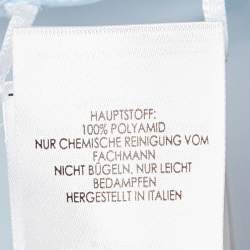 HAUPTSTOFF:
100% POLYAMID
NUR CHEMISCHE REINIGUNG VOM
FACHMANN
NICHT BÜGELN, NUR LEICHT
BEDAMPFEN
HERGESTELLT IN ITALIEN